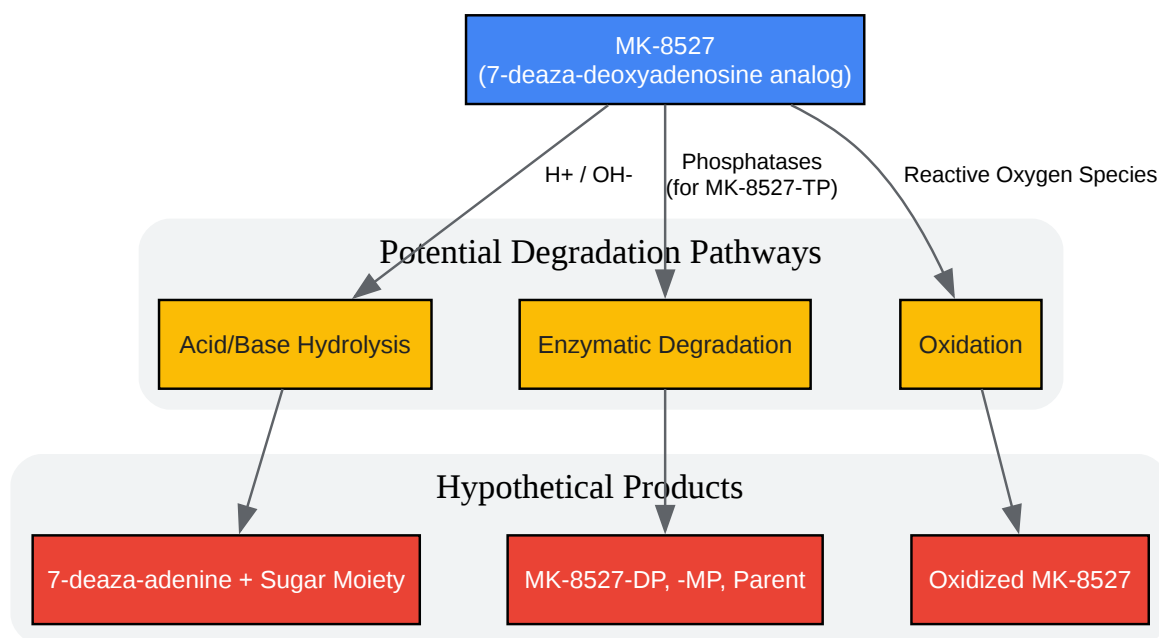 MK-8527
(7-deaza-deoxyadenosine analog)
H+ / OH-
Phosphatases
(for MK-8527-TP)
Reactive Oxygen Species
Potential Degradation Pathways
Acid/Base Hydrolysis
Enzymatic Degradation
Oxidation
Hypothetical Products
7-deaza-adenine + Sugar Moiety
MK-8527-DP, -MP, Parent
Oxidized MK-8527